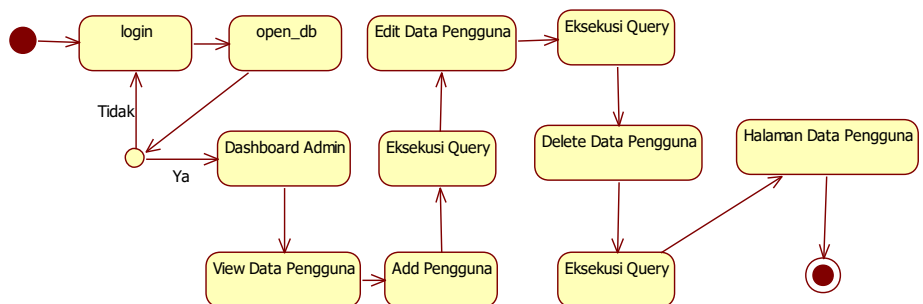 login
open_db
Tidak
Ya
Dashboard Admin
View Data Pengguna
Add Pengguna
Eksekusi Query
Edit Data Pengguna
Eksekusi Query
Delete Data Pengguna
Eksekusi Query
Halaman Data Pengguna